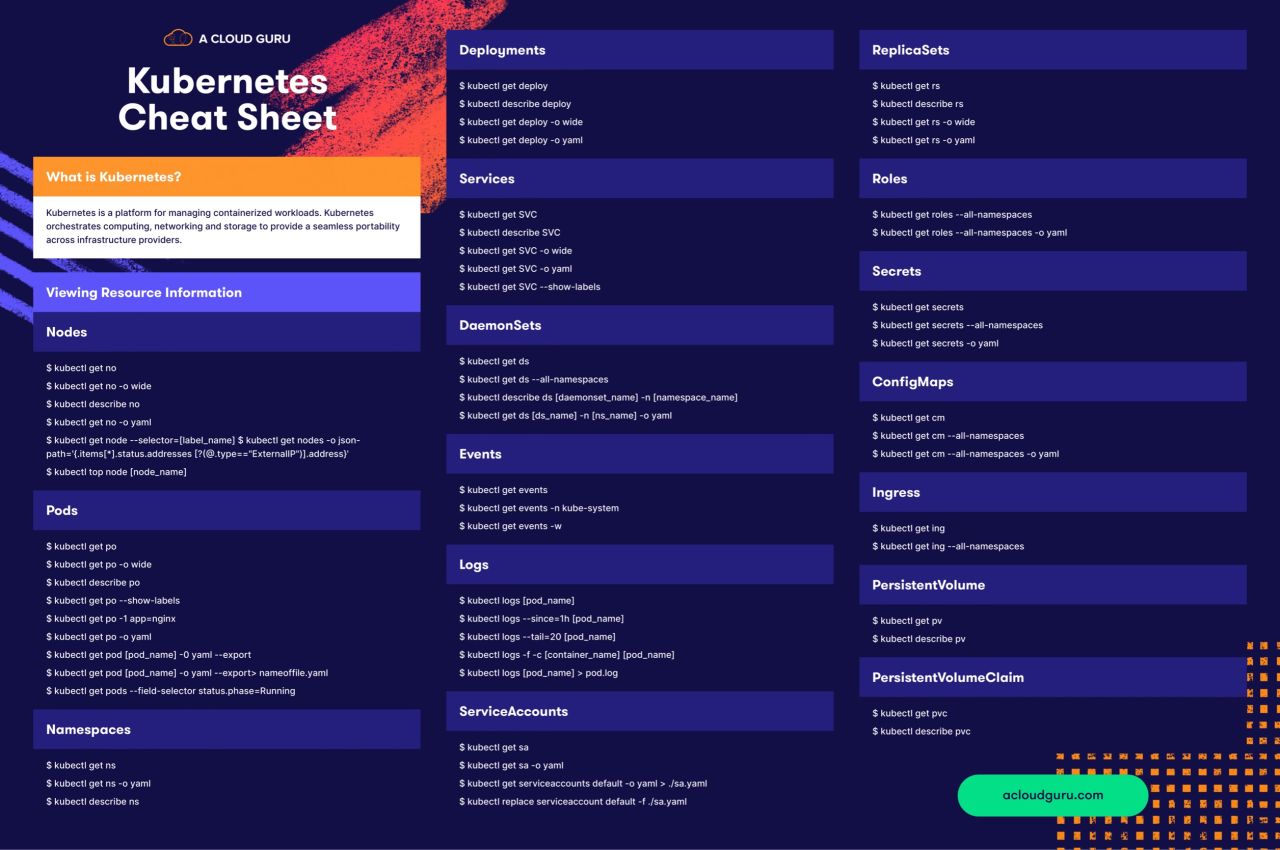 A CLOUD GURU
Kubernetes
Cheat Sheet
What is Kubernetes?
Kubernetes is a platform for managing containerized workloads. Kubernetes
orchestrates computing, networking and storage to provide a seamless portability
across infrastructure providers.
Viewing Resource Information
Nodes
$ kubectl get no
$ kubectl get no -o wide
$ kubectl describe no
$ kubectl get no -o yaml
$ kubectl get node --selector=[label_name] $ kubectl get nodes -o json-
path='{.items[*].status.addresses [?(@.type=="ExternalIP")].address}'
$ kubectl top node [node_name]
Pods
$ kubectl get po
$ kubectl get po -o wide
$ kubectl describe po
$ kubectl get po --show-labels
$ kubectl get po -1 app=nginx
$ kubectl get po -o yaml
$ kubectl get pod [pod_name] -0 yaml --export
$ kubectl get pod [pod_name] -o yaml --export> nameoffile.yaml
$ kubectl get pods --field-selector status.phase=Running
Namespaces
$ kubectl get ns
$ kubectl get ns -o yaml
$ kubectl describe ns
Deployments
$ kubectl get deploy
$ kubectl describe deploy
$ kubectl get deploy -o wide
$ kubectl get deploy -o yaml
Services
$ kubectl get SVC
$ kubectl describe SVC
$ kubectl get SVC -o wide
$ kubectl get SVC -o yaml
$ kubectl get SVC --show-labels
DaemonSets
$ kubectl get ds
$ kubectl get ds --all-namespaces
$ kubectl describe ds [daemonset_name] -n [namespace_name]
$ kubectl get ds [ds_name] -n [ns_name] -o yaml
Events
$ kubectl get events
$ kubectl get events -n kube-system
$ kubectl get events -w
Logs
$ kubectl logs [pod_name]
$ kubectl logs --since=1h [pod_name]
$ kubectl logs --tail=20 [pod_name]
$ kubectl logs -f -c [container_name] [pod_name]
$ kubectl logs [pod_name] > pod.log
ServiceAccounts
$ kubectl get sa
$ kubectl get sa -o yaml
$ kubectl get serviceaccounts default -o yaml > ./sa.yaml
$ kubectl replace serviceaccount default -f ./sa.yaml
ReplicaSets
$ kubectl get rs
$ kubectl describe rs
$ kubectl get rs -o wide
$ kubectl get rs -o yaml
Roles
$ kubectl get roles --all-namespaces
$ kubectl get roles --all-namespaces -o yaml
Secrets
$ kubectl get secrets
$ kubectl get secrets --all-namespaces
$ kubectl get secrets -o yaml
ConfigMaps
$ kubectl get cm
$ kubectl get cm --all-namespaces
$ kubectl get cm --all-namespaces -o yaml
Ingress
$ kubectl get ing
$ kubectl get ing --all-namespaces
PersistentVolume
$ kubectl get pv
$ kubectl describe pv
PersistentVolumeClaim
$ kubectl get pvc
$ kubectl describe pvc
acloudguru.com